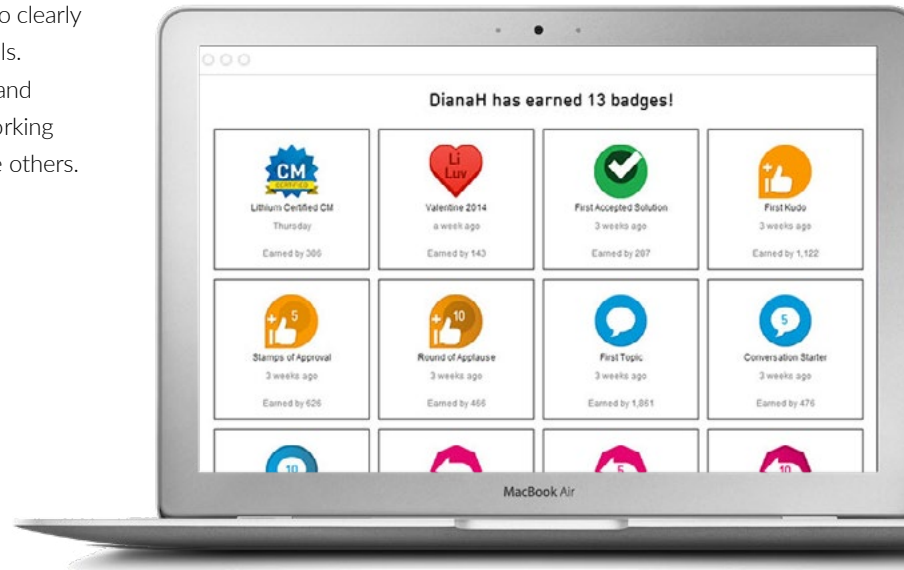 o clearly
ls.
and
orking
e others.
DianaH has earned 13 badges!
CM
CERTIFIED
Lithium Certified CM
Thursday
Earned by 306
Li
Luv
Valentine 2014
a week ago
Earned by 143
First Accepted Solution
3 weeks ago
Earned by 287
+
First Kudo
3 weeks ago
Earned by 1,122
+ 5
Stamps of Approval
3 weeks ago
Earned by 626
+ 10
Round of Applause
3 weeks ago
Earned by 466
First Topic
3 weeks ago
Earned by 1,861
5
Conversation Starter
3 weeks ago
Earned by 476
10
5
10
MacBook Air